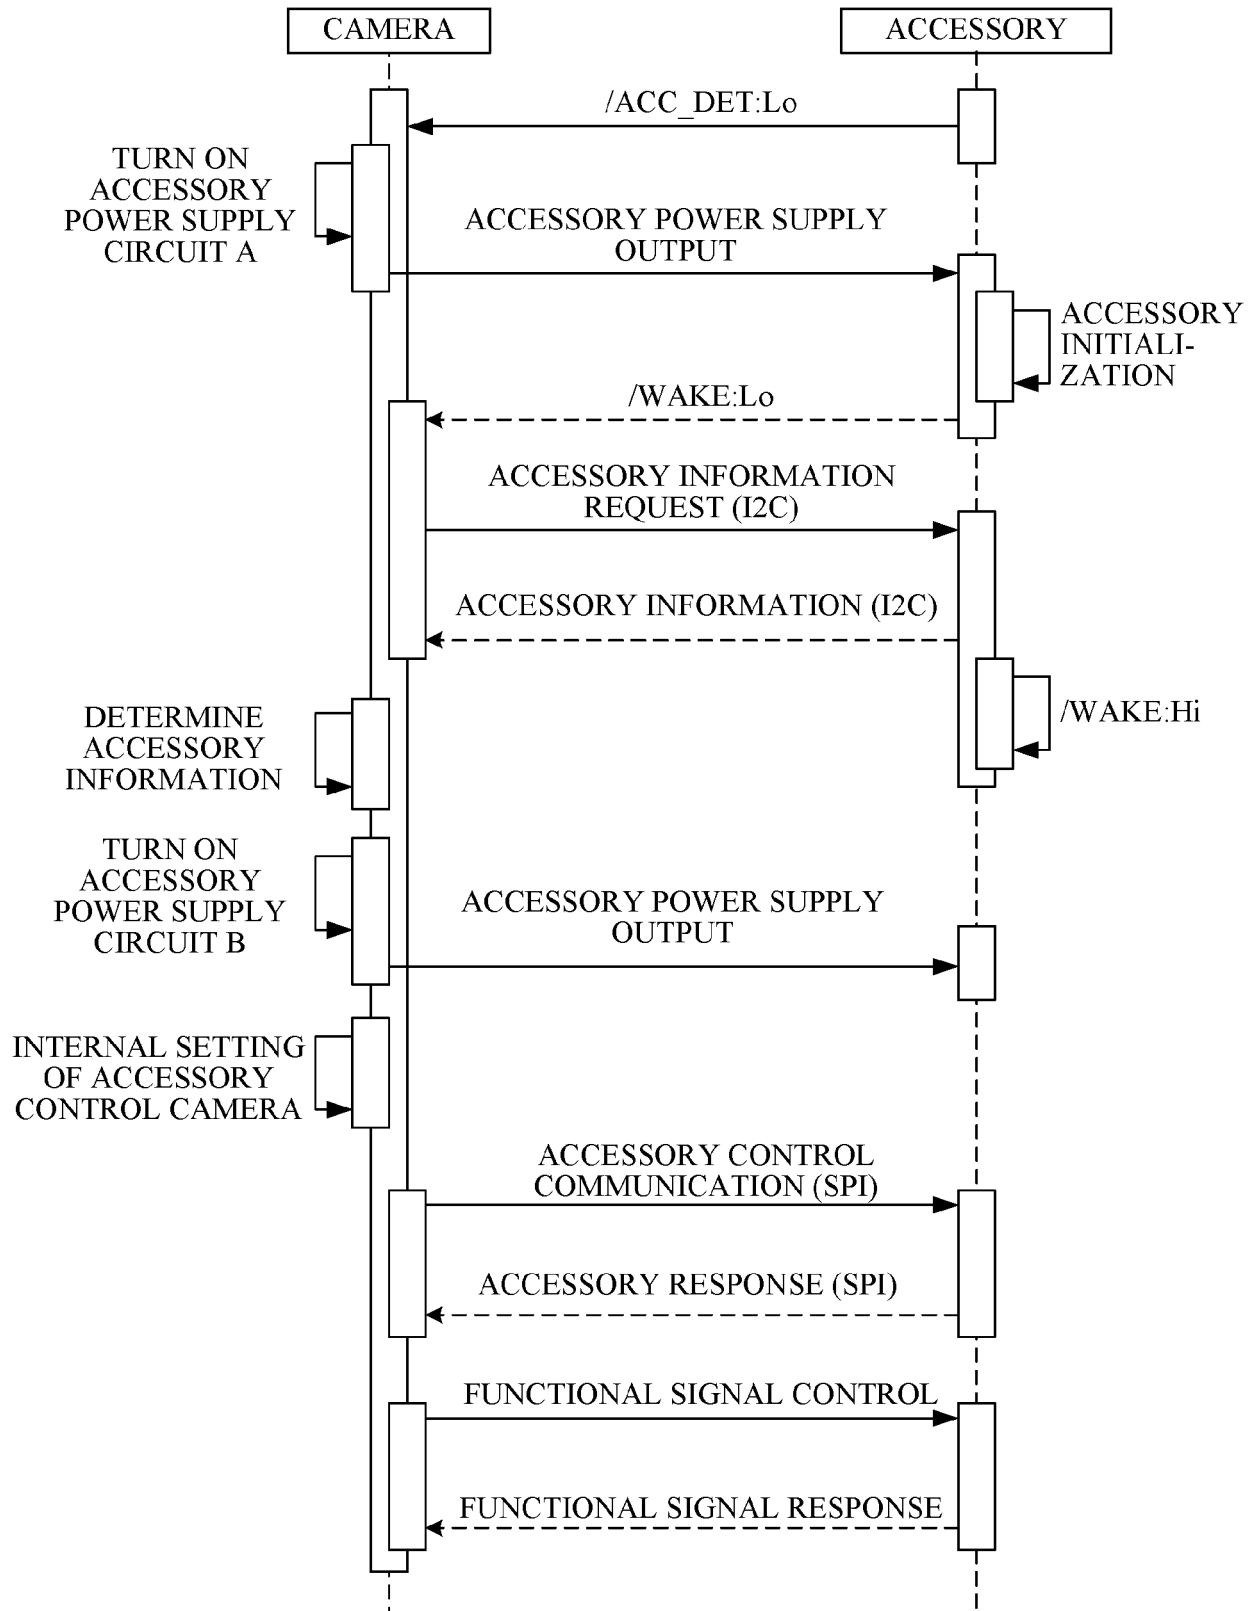 CAMERA
ACCESSORY
/ACC_DET:Lo
TURN ON
ACCESSORY
POWER SUPPLY
CIRCUIT A
ACCESSORY POWER SUPPLY
OUTPUT
ACCESSORY
INITIALI-
ZATION
/WAKE:Lo
ACCESSORY INFORMATION
REQUEST (I2C)
ACCESSORY INFORMATION (I2C)
DETERMINE
ACCESSORY
INFORMATION
/WAKE:Hi
TURN ON
ACCESSORY
POWER SUPPLY
CIRCUIT B
ACCESSORY POWER SUPPLY
OUTPUT
INTERNAL SETTING
OF ACCESSORY
CONTROL CAMERA
ACCESSORY CONTROL
COMMUNICATION (SPI)
ACCESSORY RESPONSE (SPI)
FUNCTIONAL SIGNAL CONTROL
FUNCTIONAL SIGNAL RESPONSE